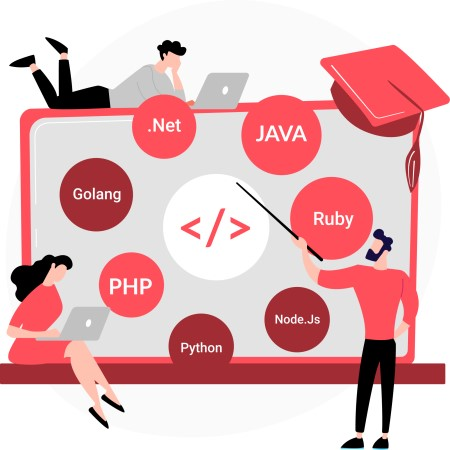 .Net
JAVA
Golang
Ruby
</>
PHP
Node.Js
Python